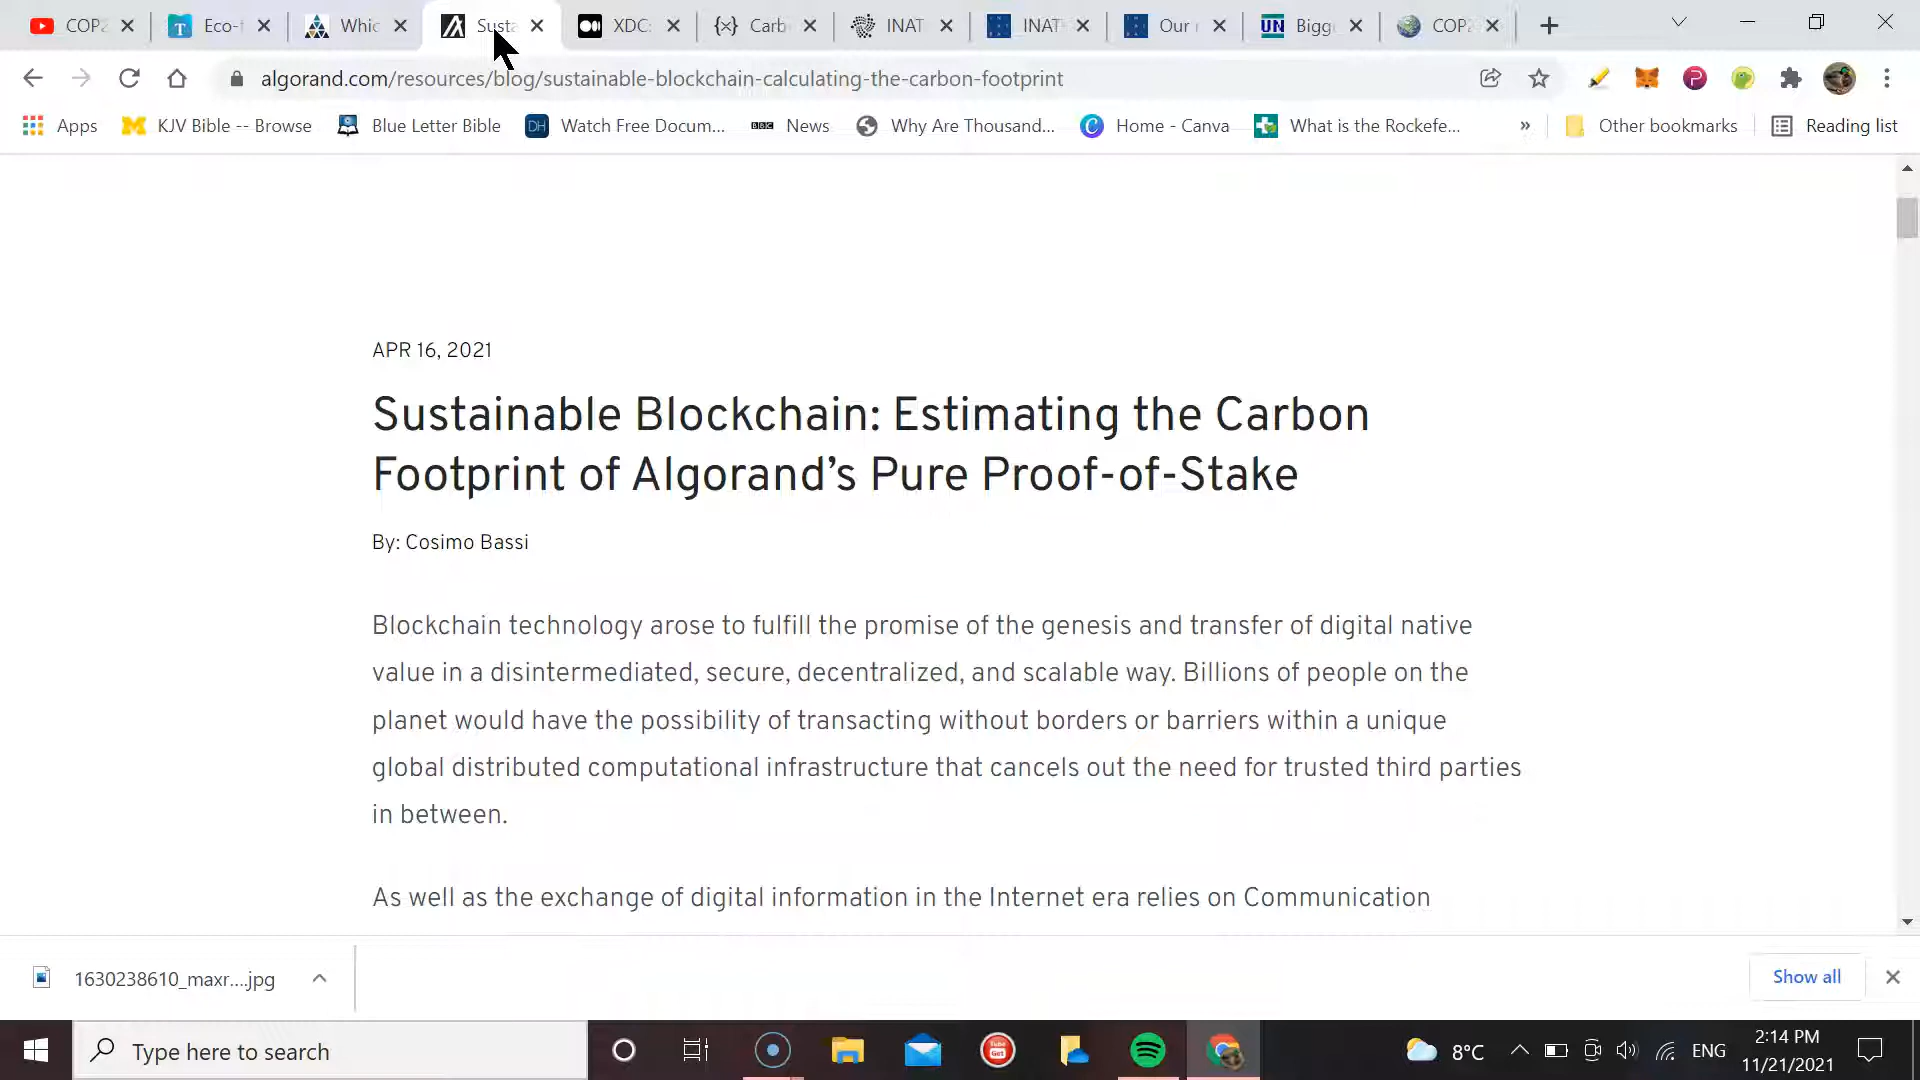 COP2 Eco-t Whic Susta XDC: Carb INAT INAT- Our r UN Bigg COP2
algorand.com/resources/blog/sustainable-blockchain-calculating-the-carbon-footprint
Apps KJV Bible -- Browse Blue Letter Bible DH Watch Free Docum... BBC News Why Are Thousand... Home - Canva What is the Rockefe... » Other bookmarks Reading list
APR 16, 2021
Sustainable Blockchain: Estimating the Carbon
Footprint of Algorand’s Pure Proof-of-Stake
By: Cosimo Bassi
Blockchain technology arose to fulfill the promise of the genesis and transfer of digital native
value in a disintermediated, secure, decentralized, and scalable way. Billions of people on the
planet would have the possibility of transacting without borders or barriers within a unique
global distributed computational infrastructure that cancels out the need for trusted third parties
in between.
As well as the exchange of digital information in the Internet era relies on Communication
1630238610_maxr....jpg Show all
Type here to search 8°C ENG 2:14 PM
11/21/2021